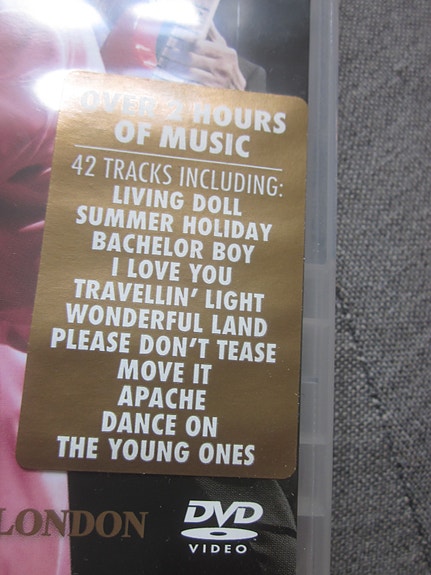 OVER 2 HOURS
OF MUSIC
42 TRACKS INCLUDING:
LIVING DOLL
SUMMER HOLIDAY
BACHELOR BOY
I LOVE YOU
TRAVELLIN' LIGHT
WONDERFUL LAND
PLEASE DON'T TEASE
MOVE IT
APACHE
DANCE ON
THE YOUNG ONES
LONDON
DVD
VIDEO